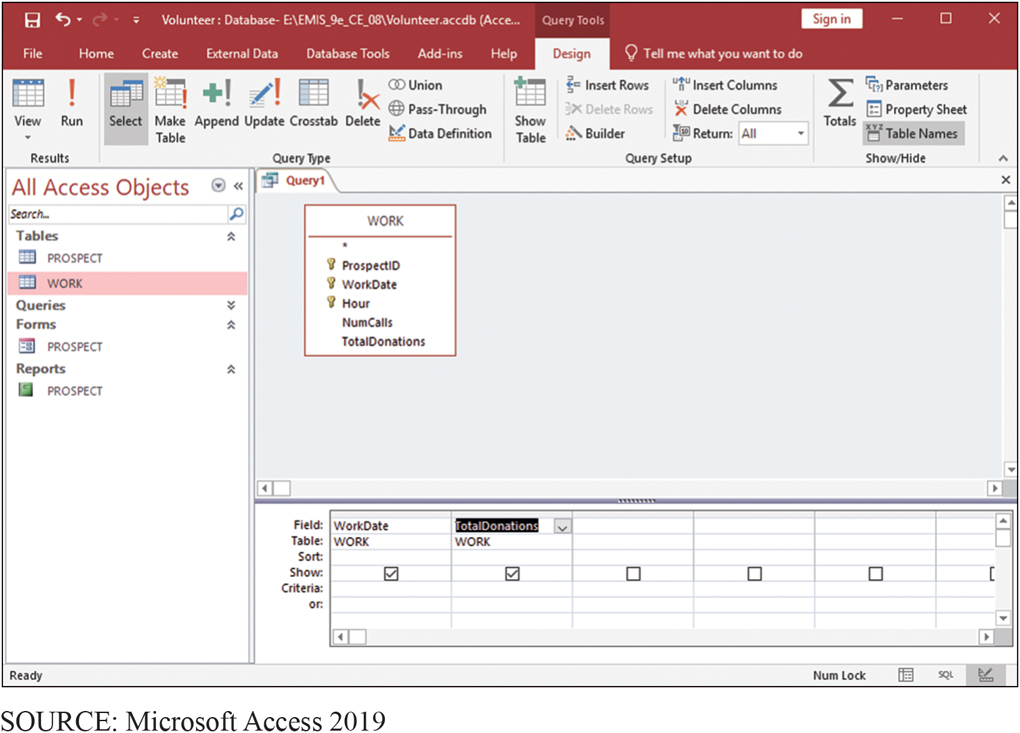 Volunteer : Database- E:\EMIS_9e_CE_08\Volunteer.accdb (Acce...
Query Tools
Sign in
File Home Create External Data Database Tools Add-ins Help Design Tell me what you want to do
View
Run
Results
Select
Make Table
Append
Update
Crosstab
Delete
Union
Pass-Through
Data Definition
Query Type
Show Table
Insert Rows
Delete Rows
Builder
Insert Columns
Delete Columns
Return: All
Query Setup
Totals
Parameters
Property Sheet
XYZ
Table Names
Show/Hide
All Access Objects
Search...
Tables
PROSPECT
WORK
Queries
Forms
PROSPECT
Reports
PROSPECT
Query1
WORK
*
ProspectID
WorkDate
Hour
NumCalls
TotalDonations
Field: WorkDate TotalDonations
Table: WORK WORK
Sort:
Show:
Criteria:
or:
Ready
Num Lock
SQL
SOURCE: Microsoft Access 2019